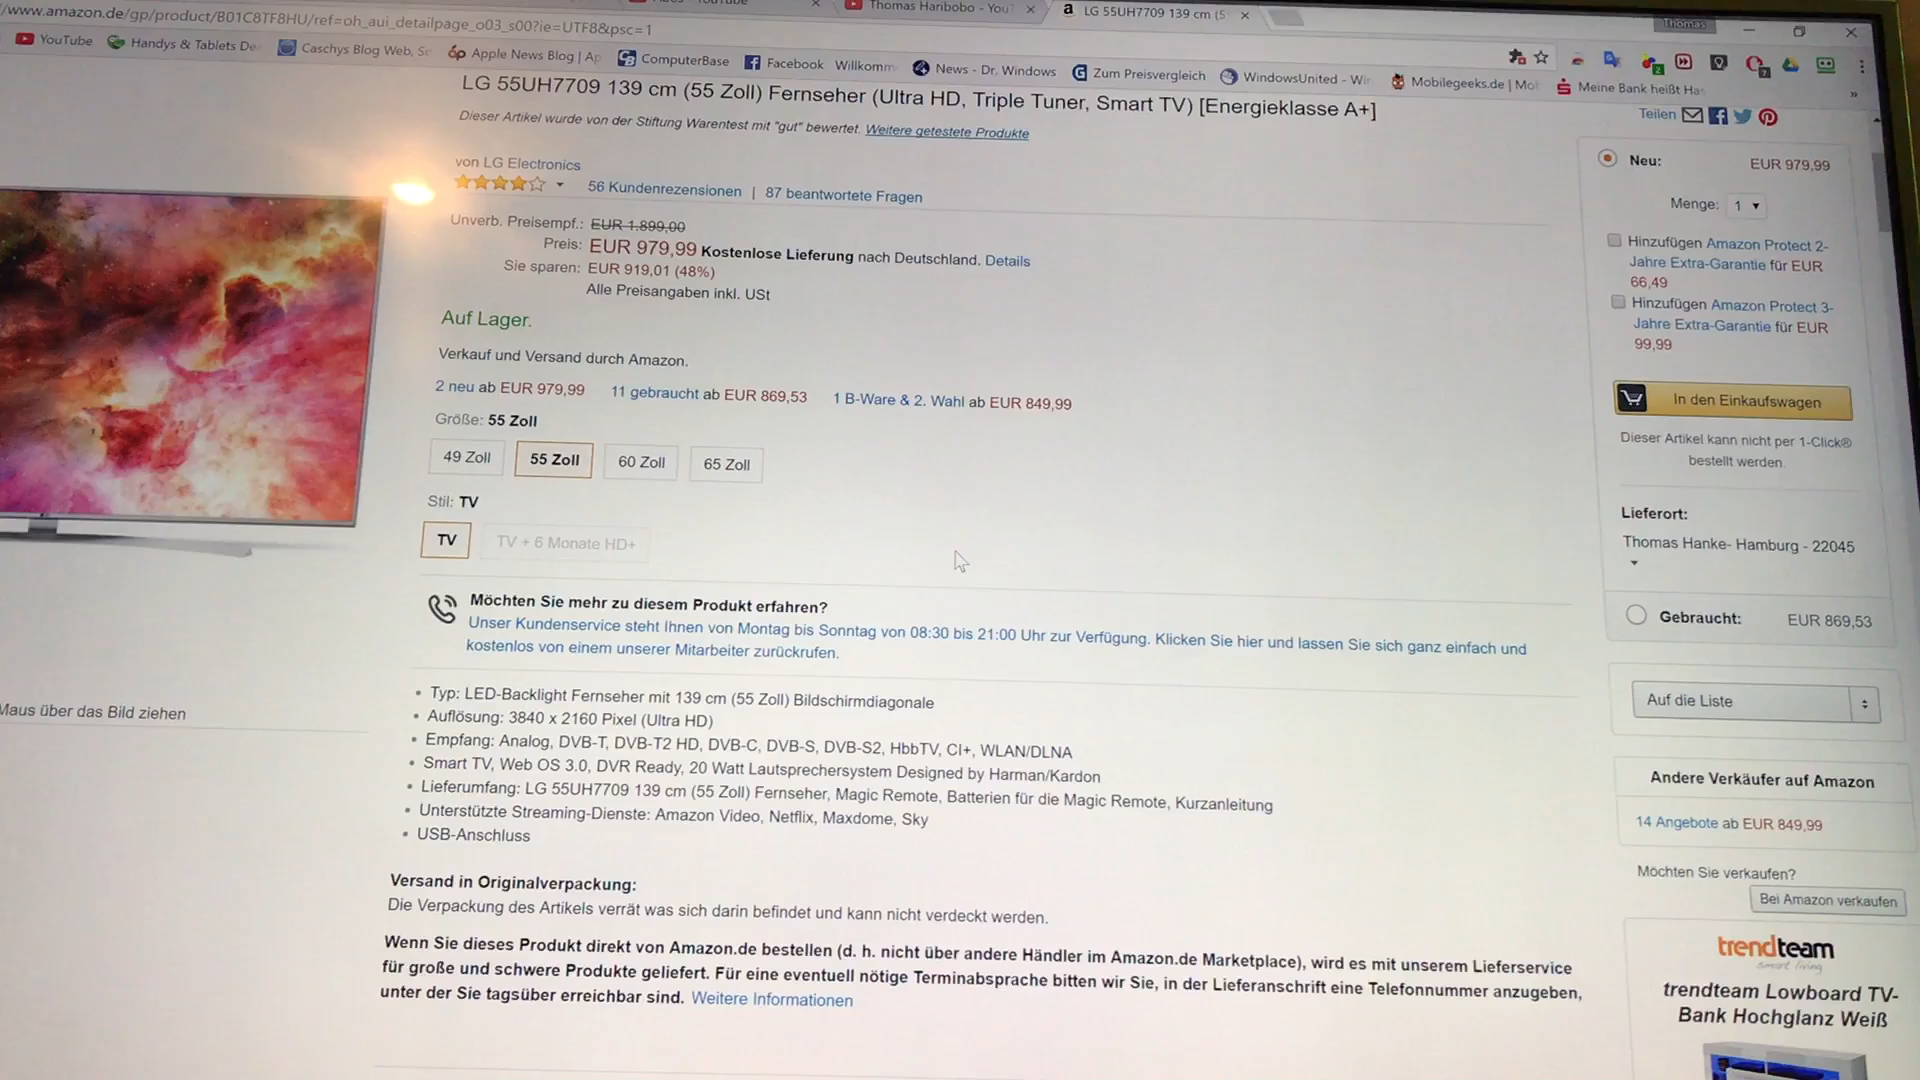 YouTube
Thomas Haribobo - YouT
LG 55UH7709 139 cm (5
Thomas
/www.amazon.de/gp/product/B01C8TF8HU/ref=oh_aui_detailpage_o03_s00?ie=UTF8&psc=1
YouTube
Handys & Tablets De
Caschys Blog Web, So
Apple News Blog | Ap
ComputerBase
Facebook
Willkomm
News - Dr. Windows
Zum Preisvergleich
WindowsUnited - Win
Mobilegeeks.de | Mob
Meine Bank heißt Has
LG 55UH7709 139 cm (55 Zoll) Fernseher (Ultra HD, Triple Tuner, Smart TV) [Energieklasse A+]
Dieser Artikel wurde von der Stiftung Warentest mit "gut" bewertet. Weitere getestete Produkte
von LG Electronics
56 Kundenrezensionen | 87 beantwortete Fragen
Unverb. Preisempf.: EUR 1.899,00
Preis: EUR 979,99 Kostenlose Lieferung nach Deutschland. Details
Sie sparen: EUR 919,01 (48%)
Alle Preisangaben inkl. USt
Auf Lager.
Verkauf und Versand durch Amazon.
2 neu ab EUR 979,99 11 gebraucht ab EUR 869,53 1 B-Ware & 2. Wahl ab EUR 849,99
Größe: 55 Zoll
49 Zoll
55 Zoll
60 Zoll
65 Zoll
Stil: TV
TV
TV + 6 Monate HD+
Möchten Sie mehr zu diesem Produkt erfahren?
Unser Kundenservice steht Ihnen von Montag bis Sonntag von 08:30 bis 21:00 Uhr zur Verfügung. Klicken Sie hier und lassen Sie sich ganz einfach und
kostenlos von einem unserer Mitarbeiter zurückrufen.
• Typ: LED-Backlight Fernseher mit 139 cm (55 Zoll) Bildschirmdiagonale
• Auflösung: 3840 x 2160 Pixel (Ultra HD)
• Empfang: Analog, DVB-T, DVB-T2 HD, DVB-C, DVB-S, DVB-S2, HbbTV, CI+, WLAN/DLNA
• Smart TV, Web OS 3.0, DVR Ready, 20 Watt Lautsprechersystem Designed by Harman/Kardon
• Lieferumfang: LG 55UH7709 139 cm (55 Zoll) Fernseher, Magic Remote, Batterien für die Magic Remote, Kurzanleitung
• Unterstützte Streaming-Dienste: Amazon Video, Netflix, Maxdome, Sky
• USB-Anschluss
Maus über das Bild ziehen
Versand in Originalverpackung:
Die Verpackung des Artikels verrät was sich darin befindet und kann nicht verdeckt werden.
Wenn Sie dieses Produkt direkt von Amazon.de bestellen (d. h. nicht über andere Händler im Amazon.de Marketplace), wird es mit unserem Lieferservice
für große und schwere Produkte geliefert. Für eine eventuell nötige Terminabsprache bitten wir Sie, in der Lieferanschrift eine Telefonnummer anzugeben,
unter der Sie tagsüber erreichbar sind. Weitere Informationen
Teilen
Neu: EUR 979,99
Menge: 1
Hinzufügen Amazon Protect 2-
Jahre Extra-Garantie für EUR
66,49
Hinzufügen Amazon Protect 3-
Jahre Extra-Garantie für EUR
99,99
In den Einkaufswagen
Dieser Artikel kann nicht per 1-Click®
bestellt werden.
Lieferort:
Thomas Hanke- Hamburg - 22045
Gebraucht: EUR 869,53
Auf die Liste
Andere Verkäufer auf Amazon
14 Angebote ab EUR 849,99
Möchten Sie verkaufen?
Bei Amazon verkaufen
trendteam
smart living
trendteam Lowboard TV-
Bank Hochglanz Weiß